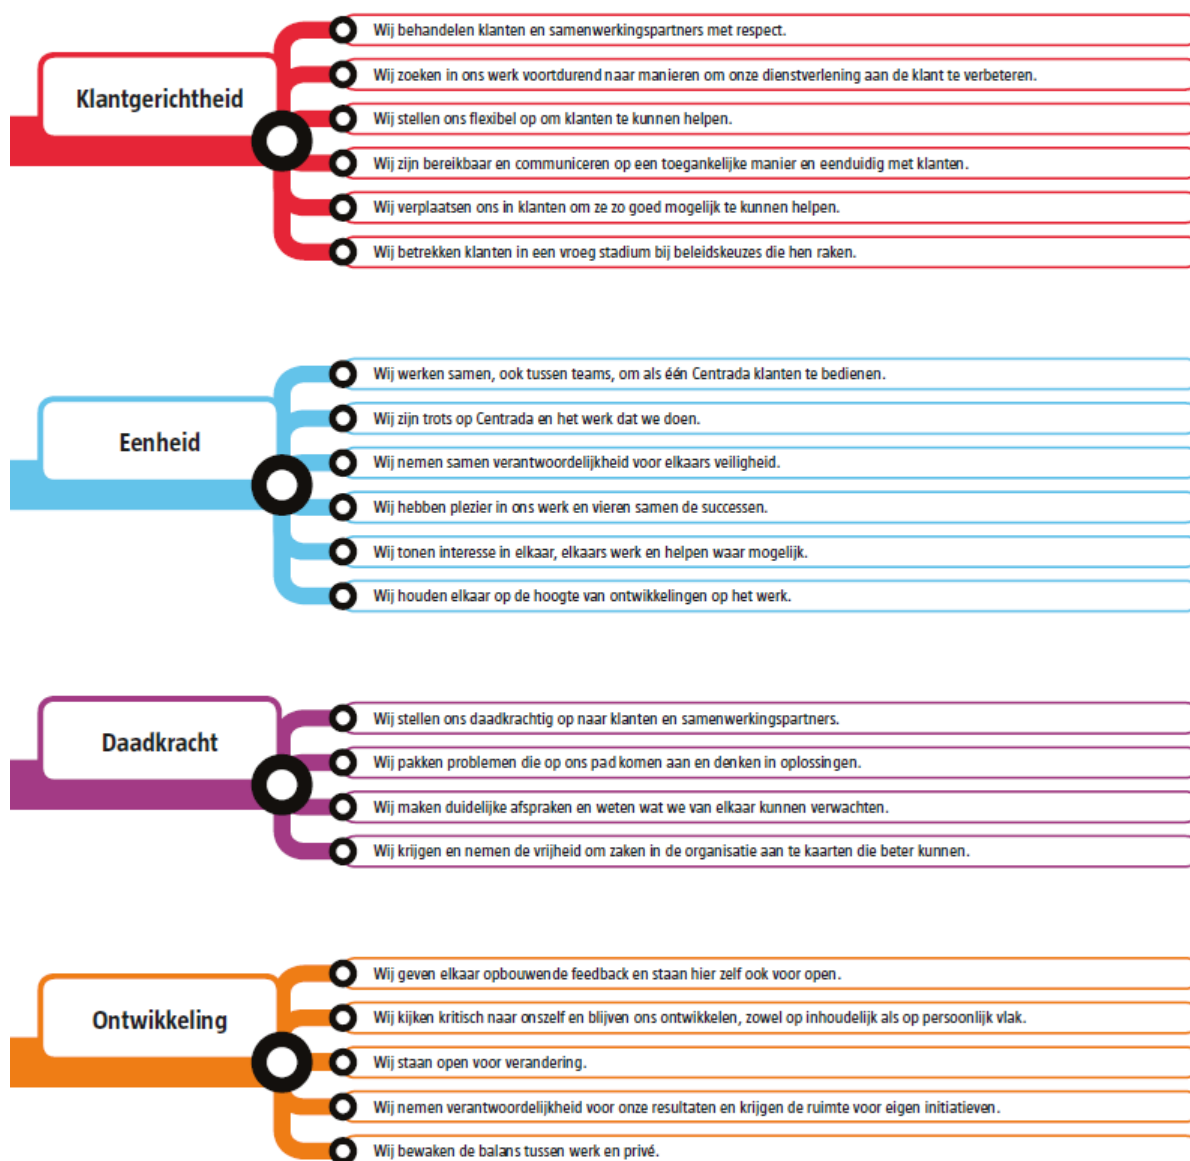 Klantgerichtheid
Wij behandelen klanten en samenwerkingspartners met respect.
Wij zoeken in ons werk voortdurend naar manieren om onze dienstverlening aan de klant te verbeteren.
Wij stellen ons flexibel op om klanten te kunnen helpen.
Wij zijn bereikbaar en communiceren op een toegankelijke manier en eenduidig met klanten.
Wij verplaatsen ons in klanten om ze zo goed mogelijk te kunnen helpen.
Wij betrekken klanten in een vroeg stadium bij beleidskeuzes die hen raken.
Eenheid
Wij werken samen, ook tussen teams, om als één Centrada klanten te bedienen.
Wij zijn trots op Centrada en het werk dat we doen.
Wij nemen samen verantwoordelijkheid voor elkaars veiligheid.
Wij hebben plezier in ons werk en vieren samen de successen.
Wij tonen interesse in elkaar, elkaars werk en helpen waar mogelijk.
Wij houden elkaar op de hoogte van ontwikkelingen op het werk.
Daadkracht
Wij stellen ons daadkrachtig op naar klanten en samenwerkingspartners.
Wij pakken problemen die op ons pad komen aan en denken in oplossingen.
Wij maken duidelijke afspraken en weten wat we van elkaar kunnen verwachten.
Wij krijgen en nemen de vrijheid om zaken in de organisatie aan te kaarten die beter kunnen.
Ontwikkeling
Wij geven elkaar opbouwende feedback en staan hier zelf ook voor open.
Wij kijken kritisch naar onszelf en blijven ons ontwikkelen, zowel op inhoudelijk als op persoonlijk vlak.
Wij staan open voor verandering.
Wij nemen verantwoordelijkheid voor onze resultaten en krijgen de ruimte voor eigen initiatieven.
Wij bewaken de balans tussen werk en privé.